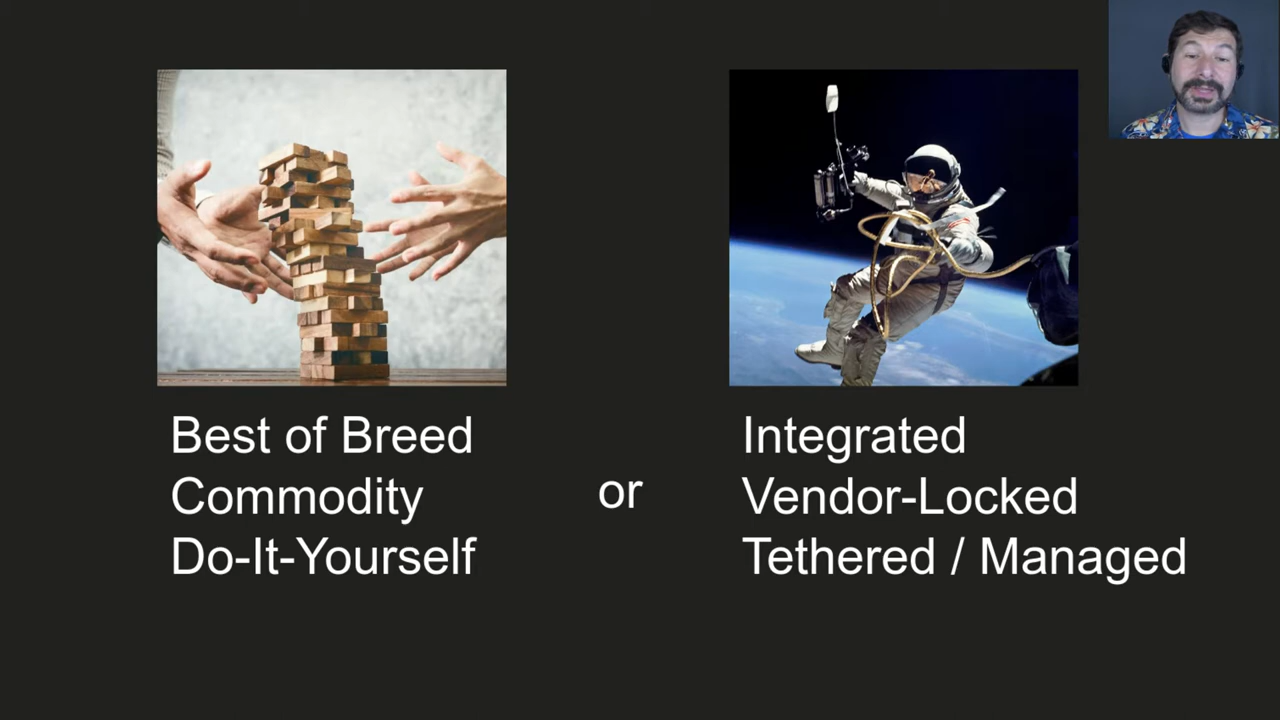 Best of Breed
Commodity
Do-It-Yourself
or
Integrated
Vendor-Locked
Tethered / Managed